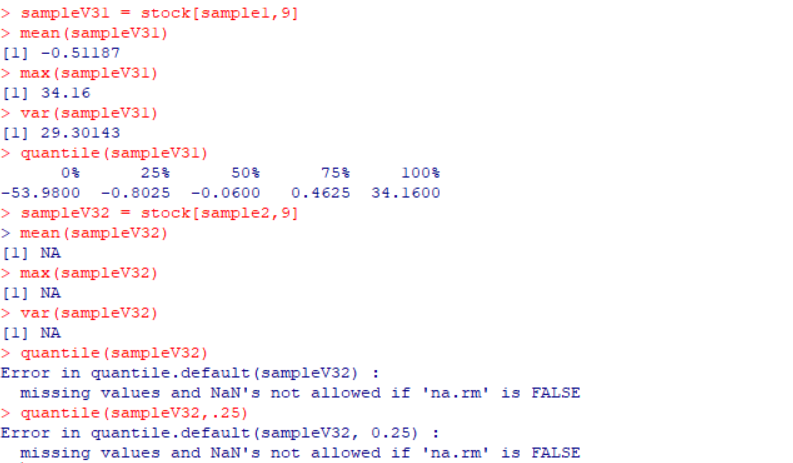 > sampleV31 = stock[sample1,9]
> mean(sampleV31)
[1] -0.51187
> max(sampleV31)
[1] 34.16
> var(sampleV31)
[1] 29.30143
> quantile(sampleV31)
      0%      25%      50%      75%     100%
-53.9800  -0.8025  -0.0600   0.4625  34.1600
> sampleV32 = stock[sample2,9]
> mean(sampleV32)
[1] NA
> max(sampleV32)
[1] NA
> var(sampleV32)
[1] NA
> quantile(sampleV32)
Error in quantile.default(sampleV32) :
  missing values and NaN's not allowed if 'na.rm' is FALSE
> quantile(sampleV32,.25)
Error in quantile.default(sampleV32, 0.25) :
  missing values and NaN's not allowed if 'na.rm' is FALSE